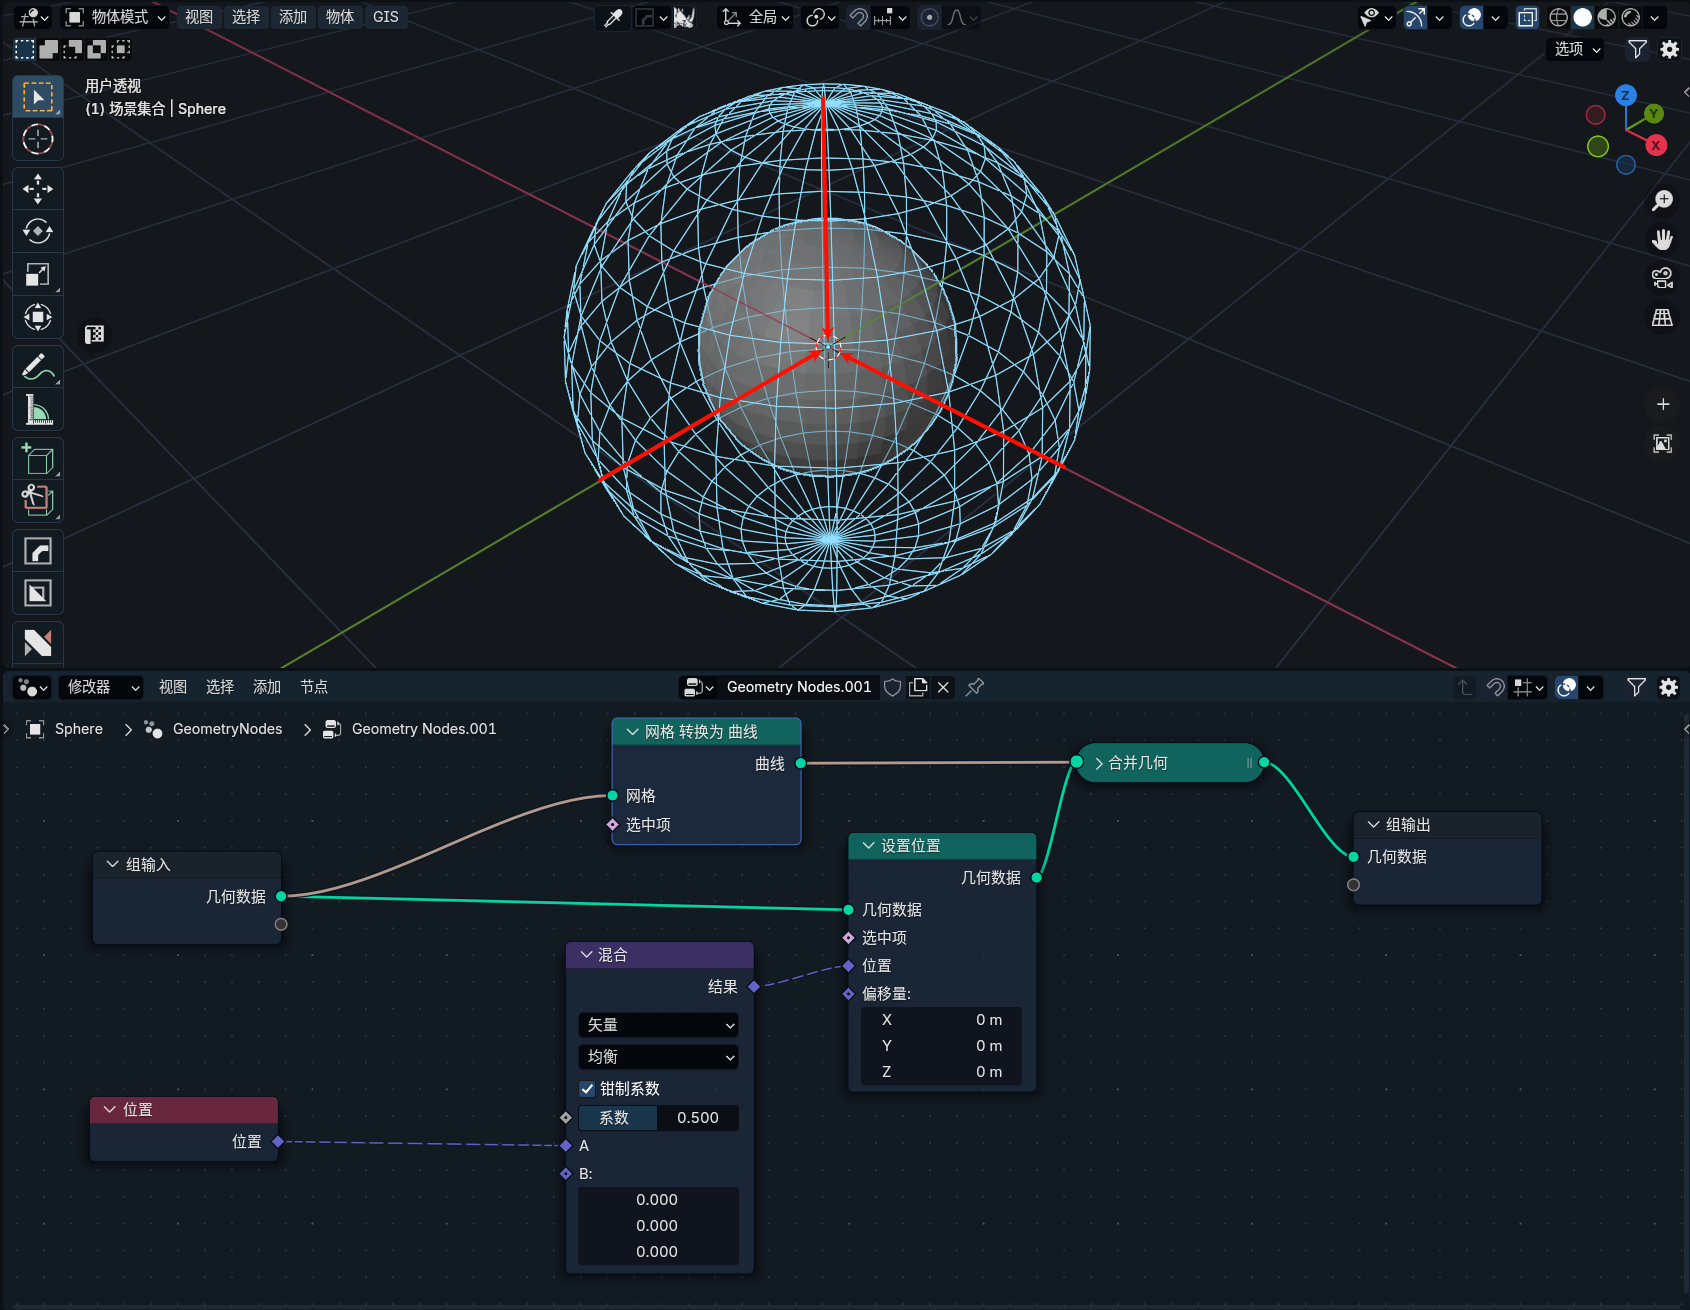 物体模式 视图 选择 添加 物体 GIS 全局
选项
用户透视
(1) 场景集合 | Sphere
Z
Y
X
修改器 视图 选择 添加 节点 Geometry Nodes.001
Sphere GeometryNodes Geometry Nodes.001
网格 转换为 曲线
曲线
网格
选中项
合并几何
组输出
几何数据
组输入
几何数据
设置位置
几何数据
几何数据
选中项
位置
偏移量:
X 0 m
Y 0 m
Z 0 m
混合
结果
矢量
均衡
钳制系数
系数 0.500
A
B:
0.000
0.000
0.000
位置
位置